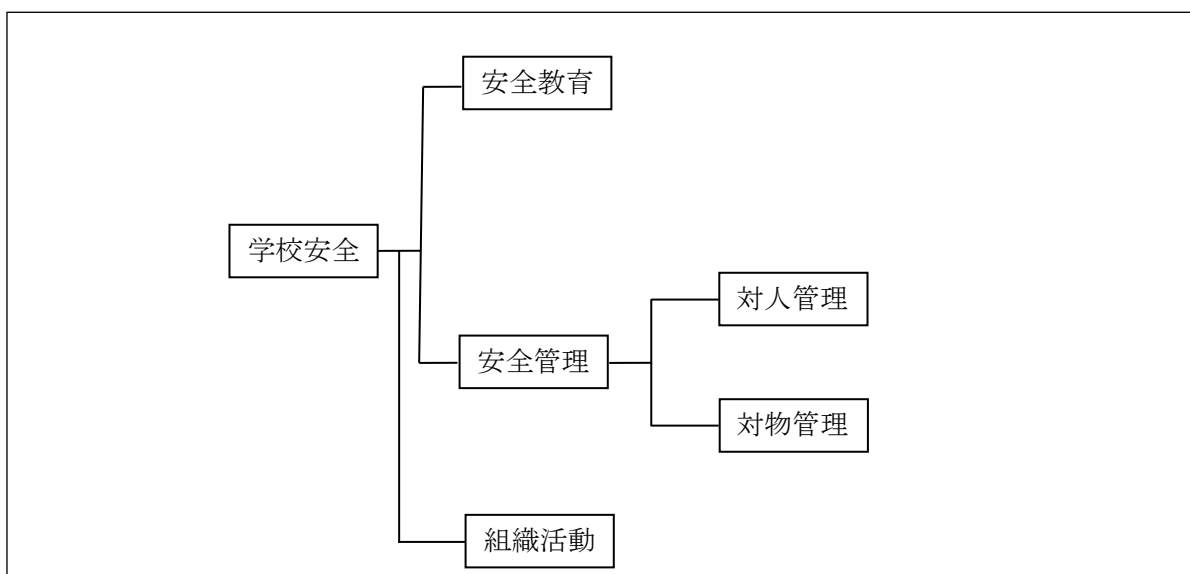 安全教育
学校安全
対人管理
安全管理
対物管理
組織活動